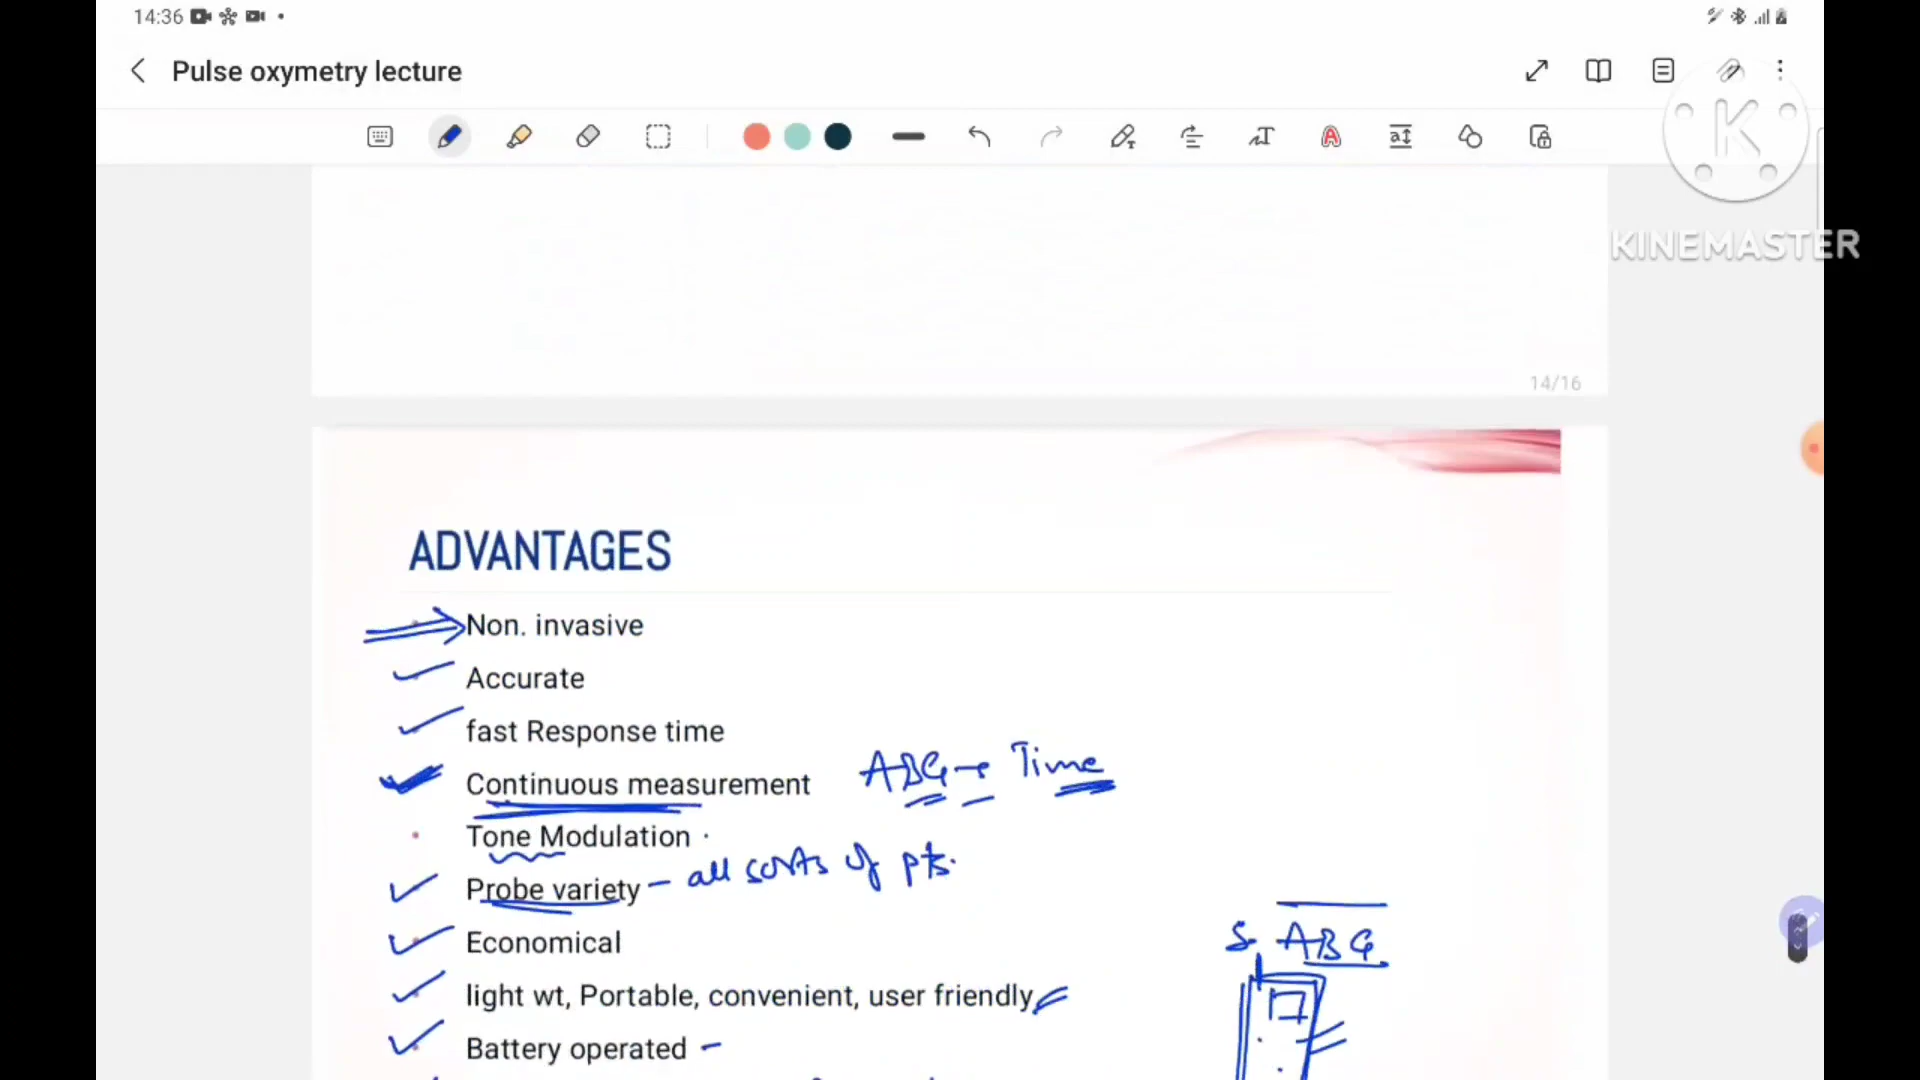 14:36
Pulse oxymetry lecture
KINEMASTER
14/16
ADVANTAGES
Non. invasive
Accurate
fast Response time
Continuous measurement ABG → Time
Tone Modulation
Probe variety - all sorts of pts.
Economical
S. ABG
light wt, Portable, convenient, user friendly
Battery operated -